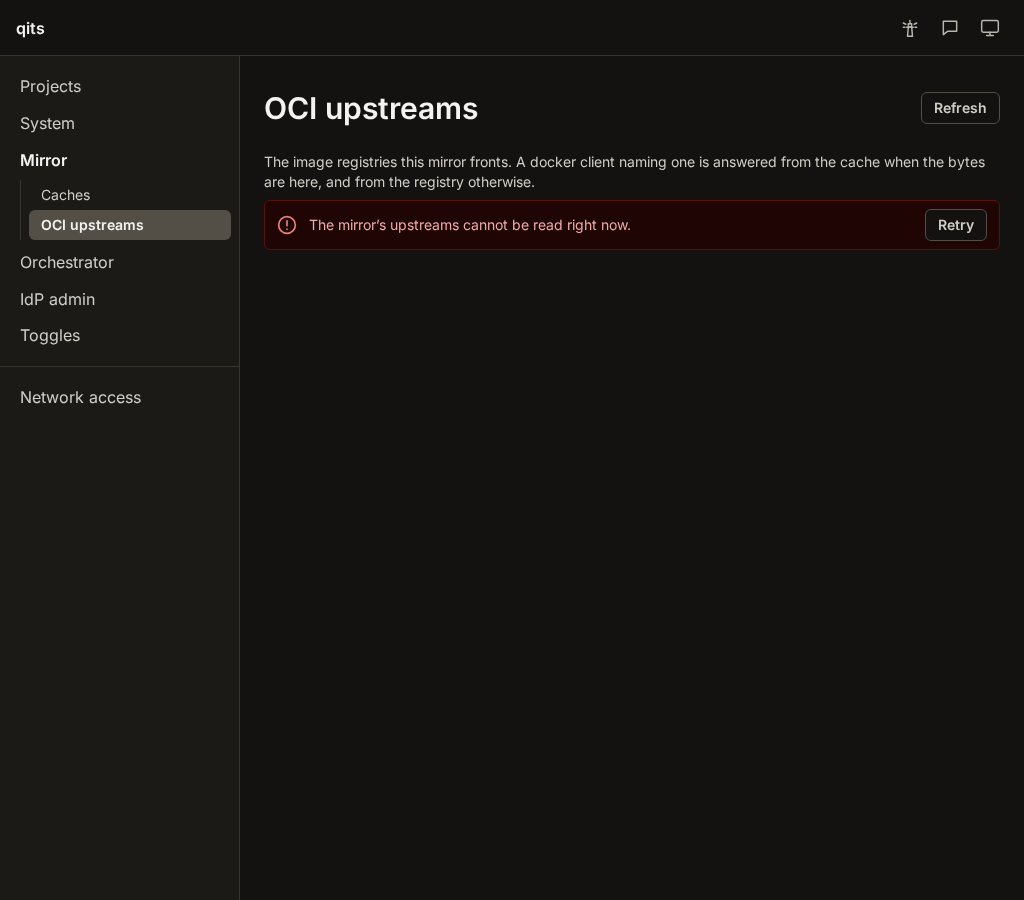 qits
Projects
System
Mirror
Caches
OCI upstreams
Orchestrator
IdP admin
Toggles
Network access
OCI upstreams
Refresh
The image registries this mirror fronts. A docker client naming one is answered from the cache when the bytes
are here, and from the registry otherwise.
The mirror’s upstreams cannot be read right now.
Retry